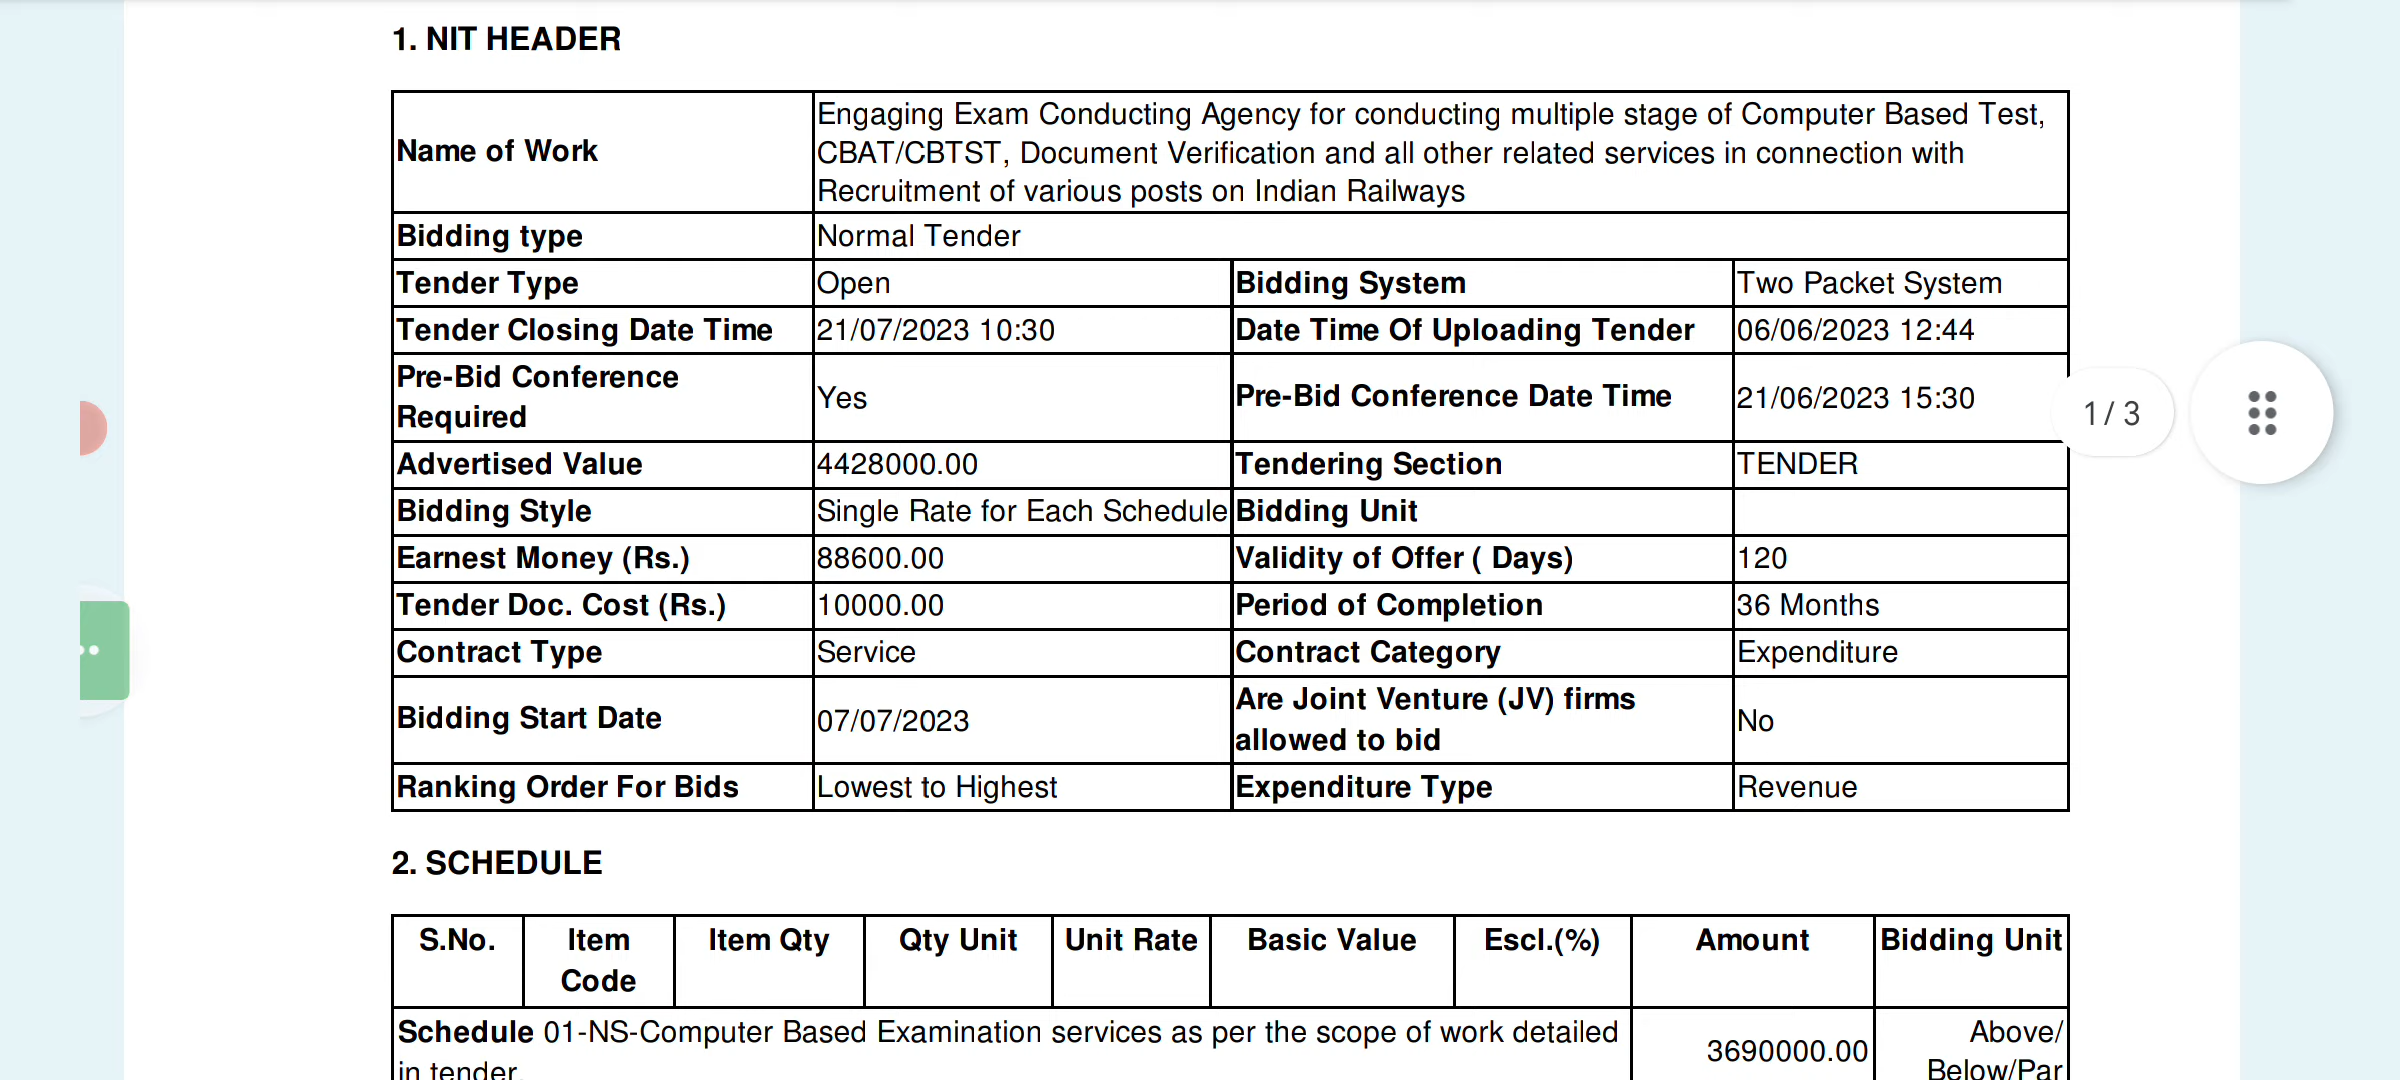 1. NIT HEADER
Name of Work
Engaging Exam Conducting Agency for conducting multiple stage of Computer Based Test,
CBAT/CBTST, Document Verification and all other related services in connection with
Recruitment of various posts on Indian Railways
Bidding type Normal Tender
Tender Type Open Bidding System Two Packet System
Tender Closing Date Time 21/07/2023 10:30 Date Time Of Uploading Tender 06/06/2023 12:44
Pre-Bid Conference
Required
Yes Pre-Bid Conference Date Time 21/06/2023 15:30
1 / 3
Advertised Value 4428000.00 Tendering Section TENDER
Bidding Style Single Rate for Each Schedule Bidding Unit
Earnest Money (Rs.) 88600.00 Validity of Offer ( Days) 120
Tender Doc. Cost (Rs.) 10000.00 Period of Completion 36 Months
Contract Type Service Contract Category Expenditure
Bidding Start Date 07/07/2023
Are Joint Venture (JV) firms
allowed to bid
No
Ranking Order For Bids Lowest to Highest Expenditure Type Revenue
2. SCHEDULE
S.No. Item
Code
Item Qty Qty Unit Unit Rate Basic Value Escl.(%) Amount Bidding Unit
Schedule 01-NS-Computer Based Examination services as per the scope of work detailed
in tender.
3690000.00
Above/
Below/Par